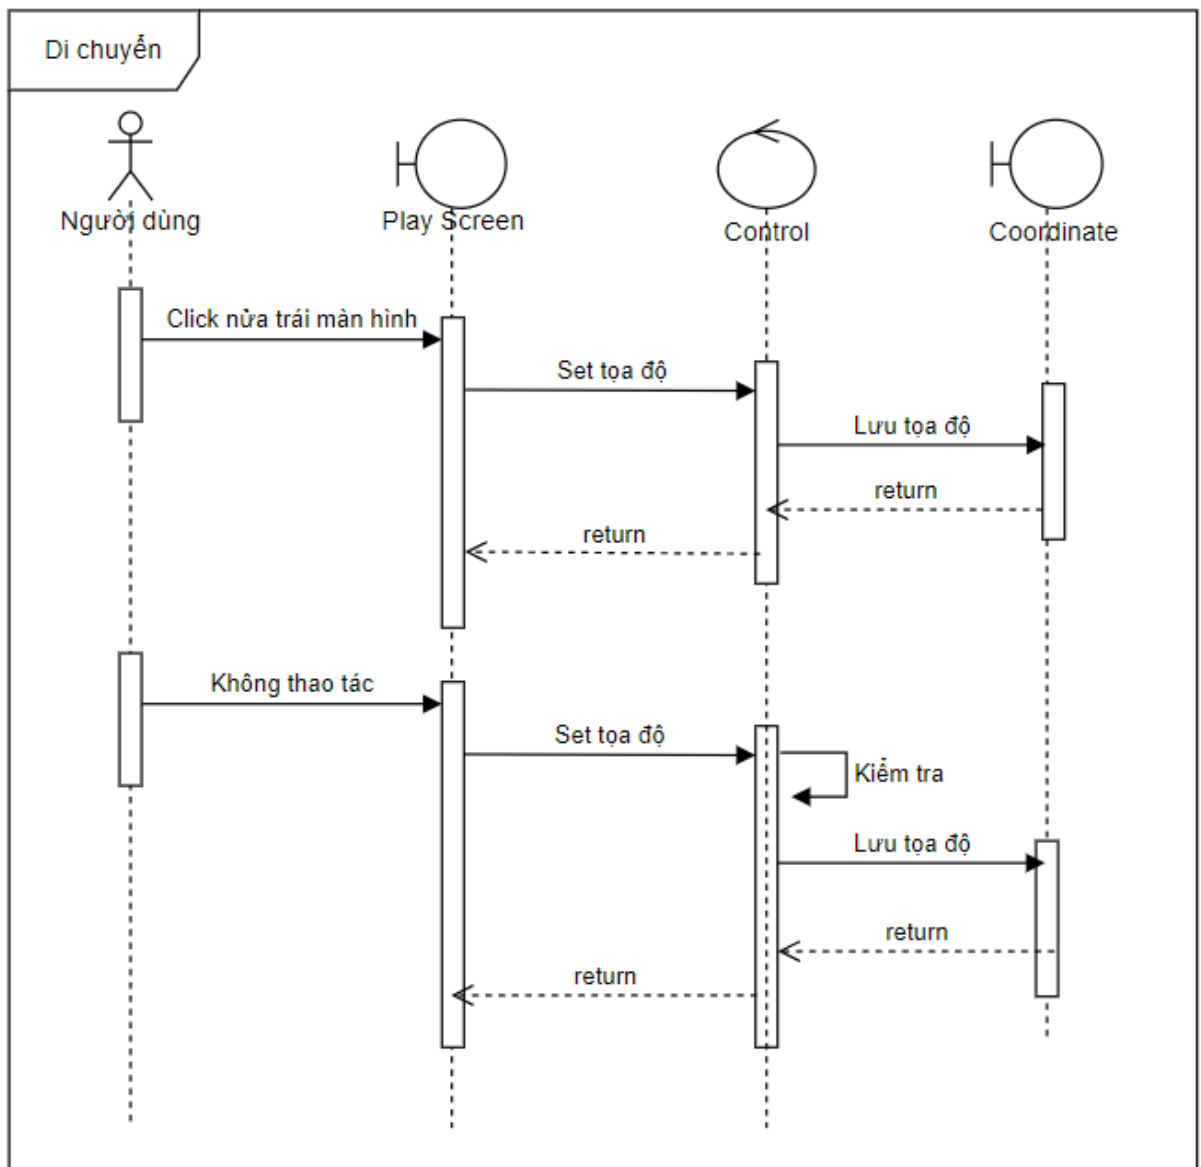 Di chuyển
Người dùng
Play Screen
Control
Coordinate
Click nửa trái màn hình
Set tọa độ
Lưu tọa độ
return
return
Không thao tác
Set tọa độ
Kiểm tra
Lưu tọa độ
return
return